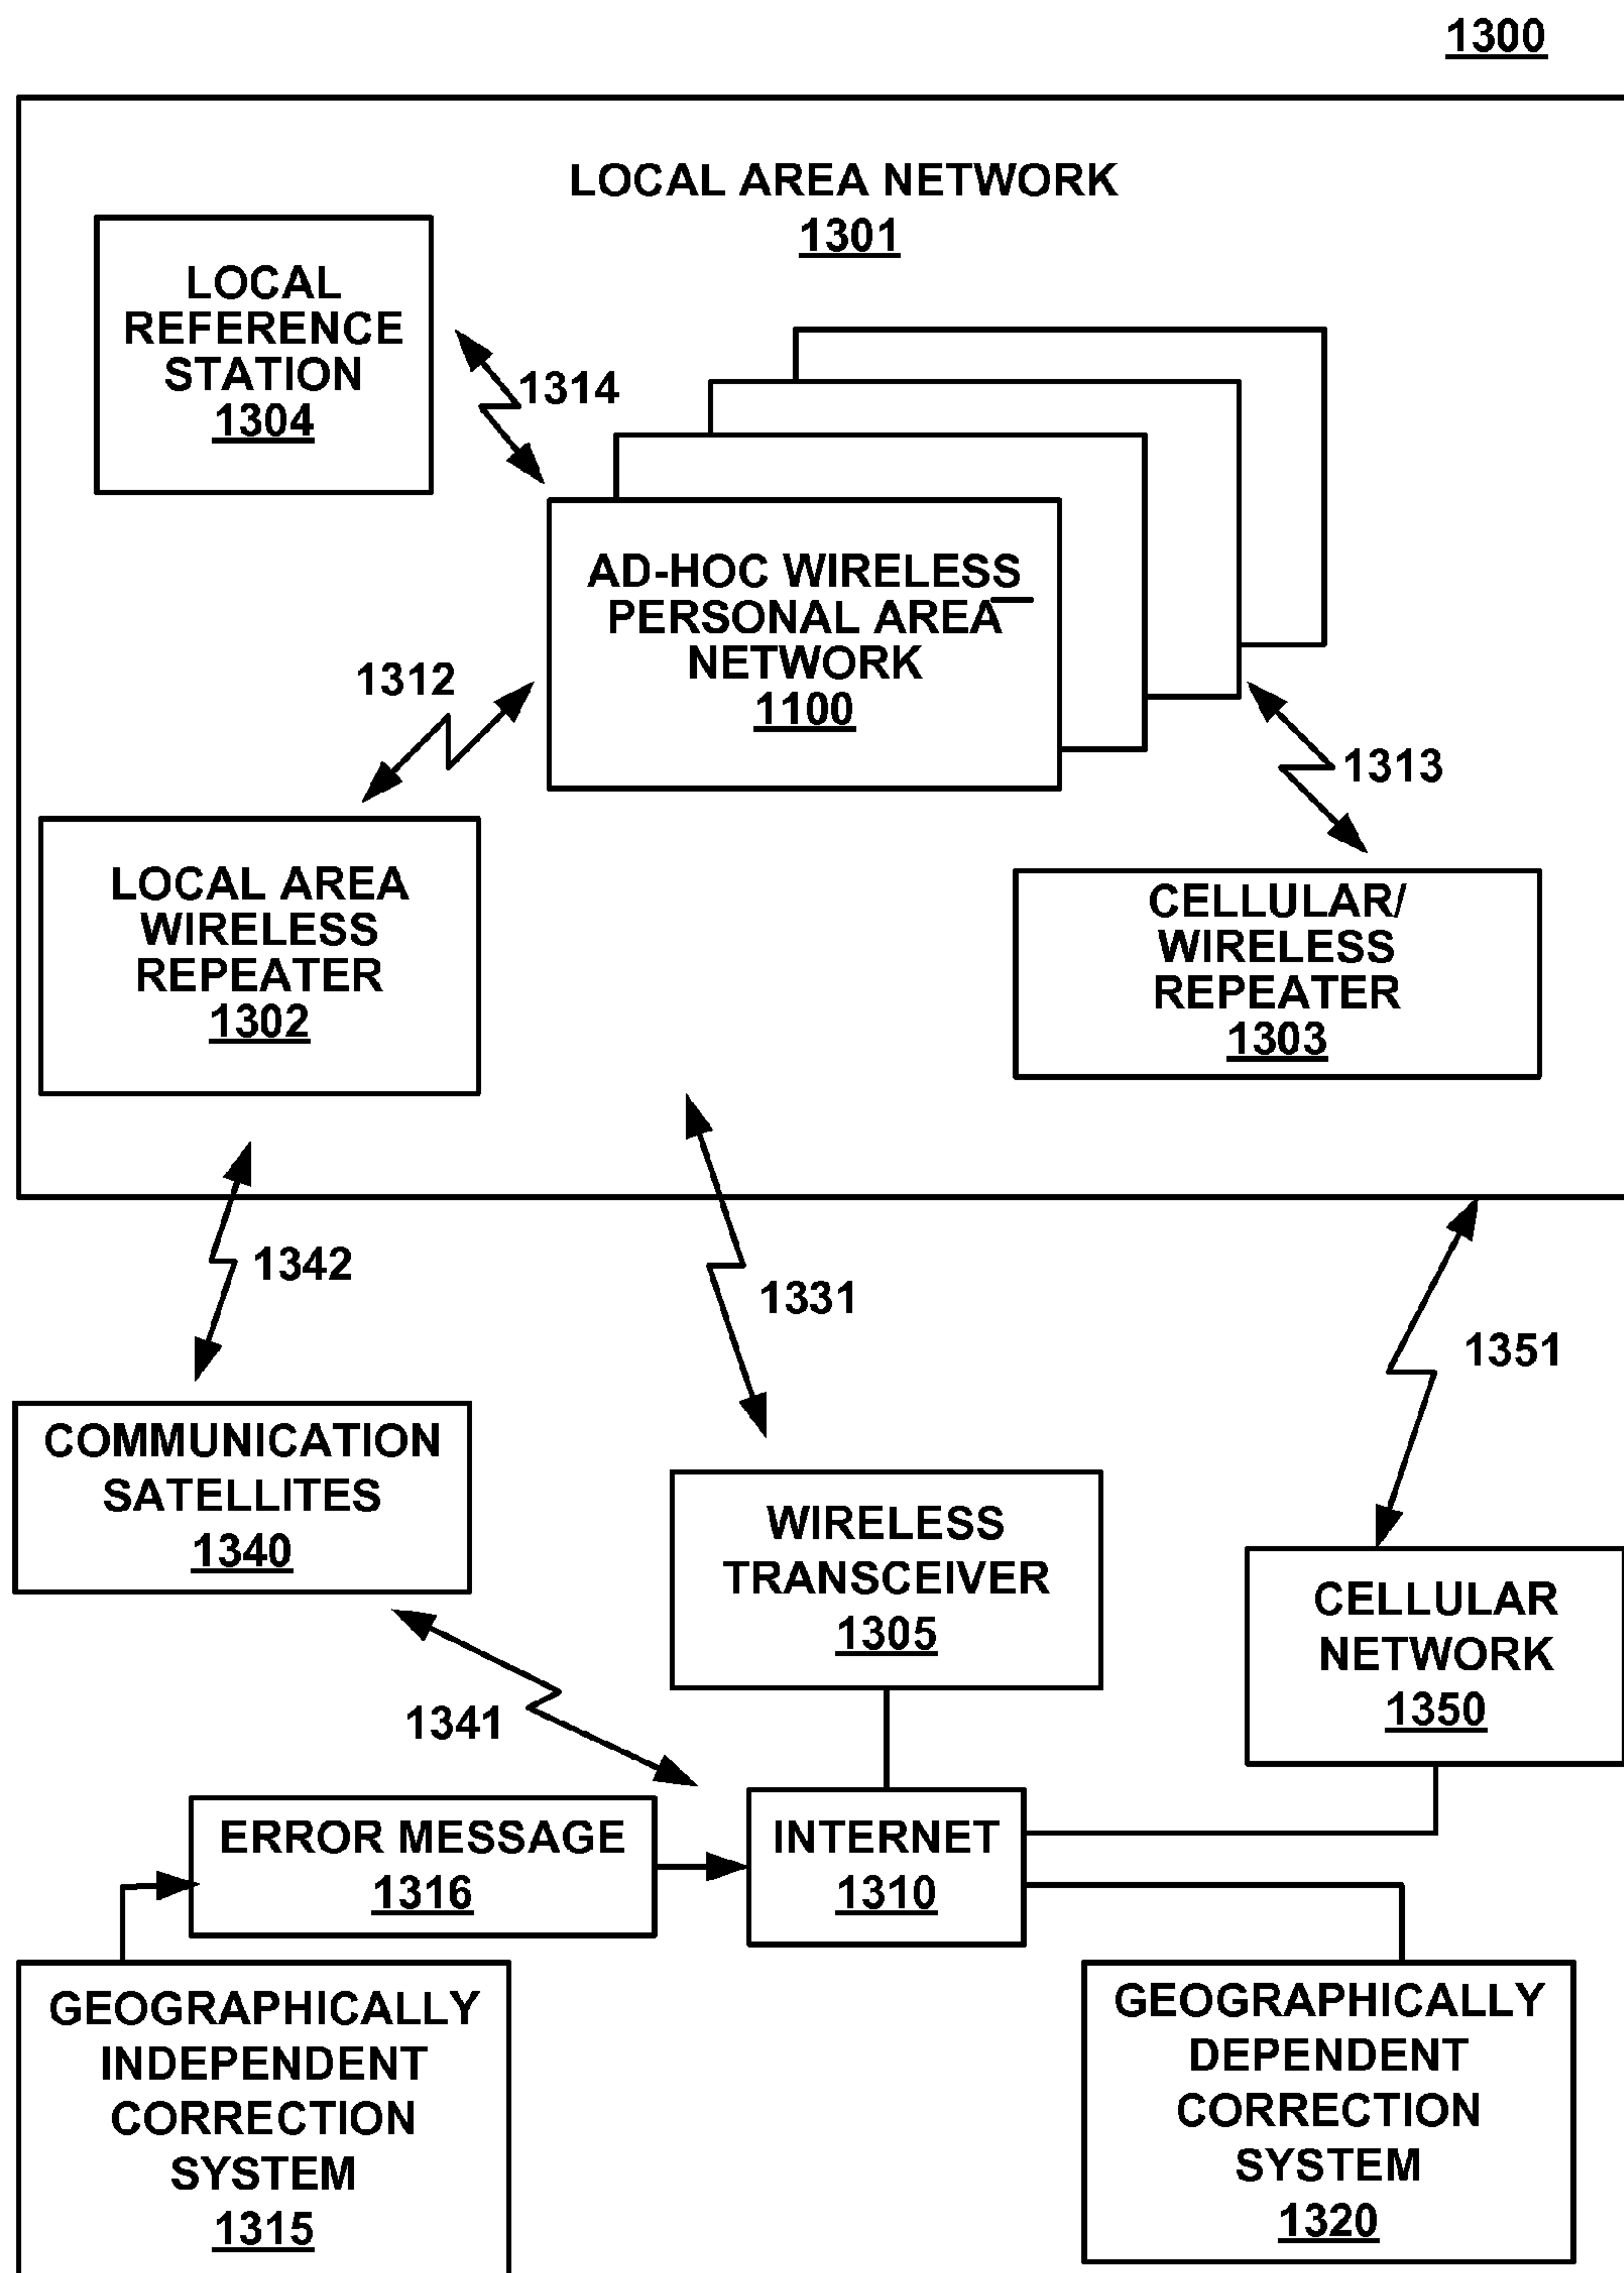 1300
LOCAL AREA NETWORK
1301
LOCAL
REFERENCE
STATION
1304
1314
AD-HOC WIRELESS
PERSONAL AREA
NETWORK
1100
1312
1313
LOCAL AREA
WIRELESS
REPEATER
1302
CELLULAR/
WIRELESS
REPEATER
1303
1342
1331
1351
COMMUNICATION
SATELLITES
1340
WIRELESS
TRANSCEIVER
1305
CELLULAR
NETWORK
1350
1341
ERROR MESSAGE
1316
INTERNET
1310
GEOGRAPHICALLY
INDEPENDENT
CORRECTION
SYSTEM
1315
GEOGRAPHICALLY
DEPENDENT
CORRECTION
SYSTEM
1320